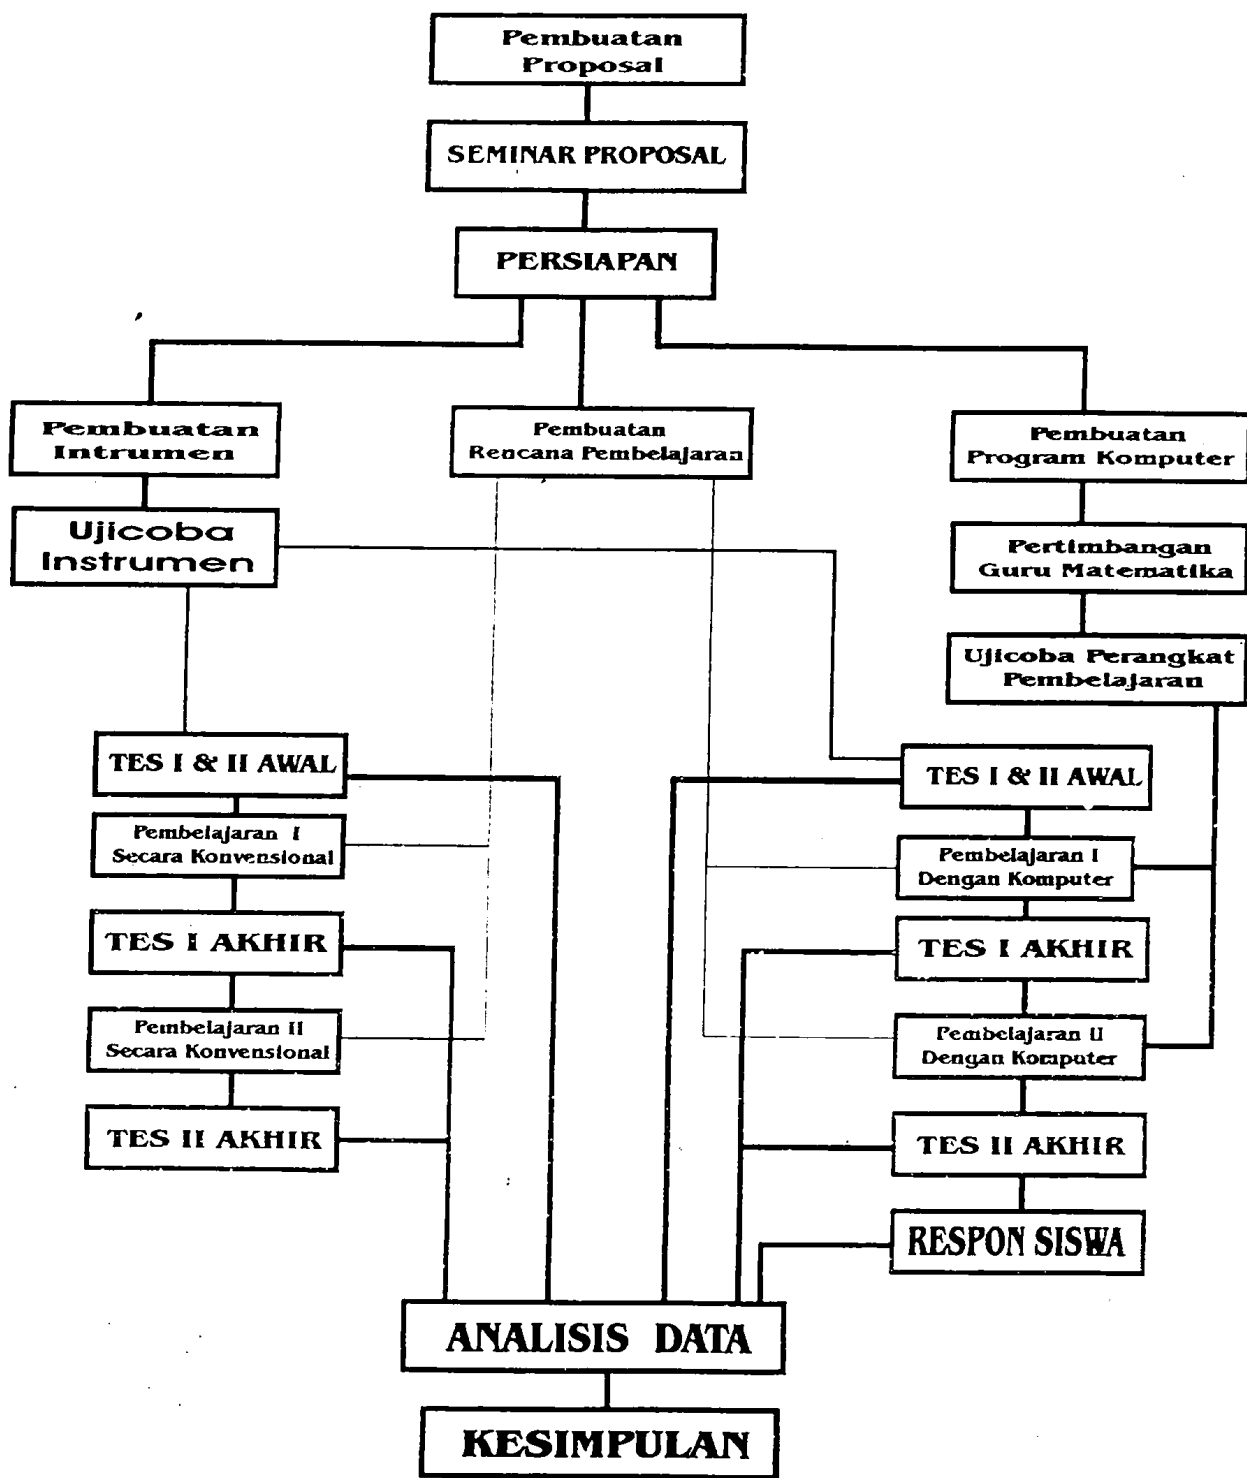 Pembuatan
Proposal
SEMINAR PROPOSAL
PERSIAPAN
Pembuatan
Intrumen
Pembuatan
Rencana Pembelajaran
Pembuatan
Program Komputer
Ujicoba
Instrumen
Pertimbangan
Guru Matematika
Ujicoba Perangkat
Pembelajaran
TES I & II AWAL
Pembelajaran I
Secara Konvensional
TES I AKHIR
Pembelajaran II
Secara Konvensional
TES II AKHIR
TES I & II AWAL
Pembelajaran I
Dengan Komputer
TES I AKHIR
Pembelajaran II
Dengan Komputer
TES II AKHIR
RESPON SISWA
ANALISIS DATA
KESIMPULAN